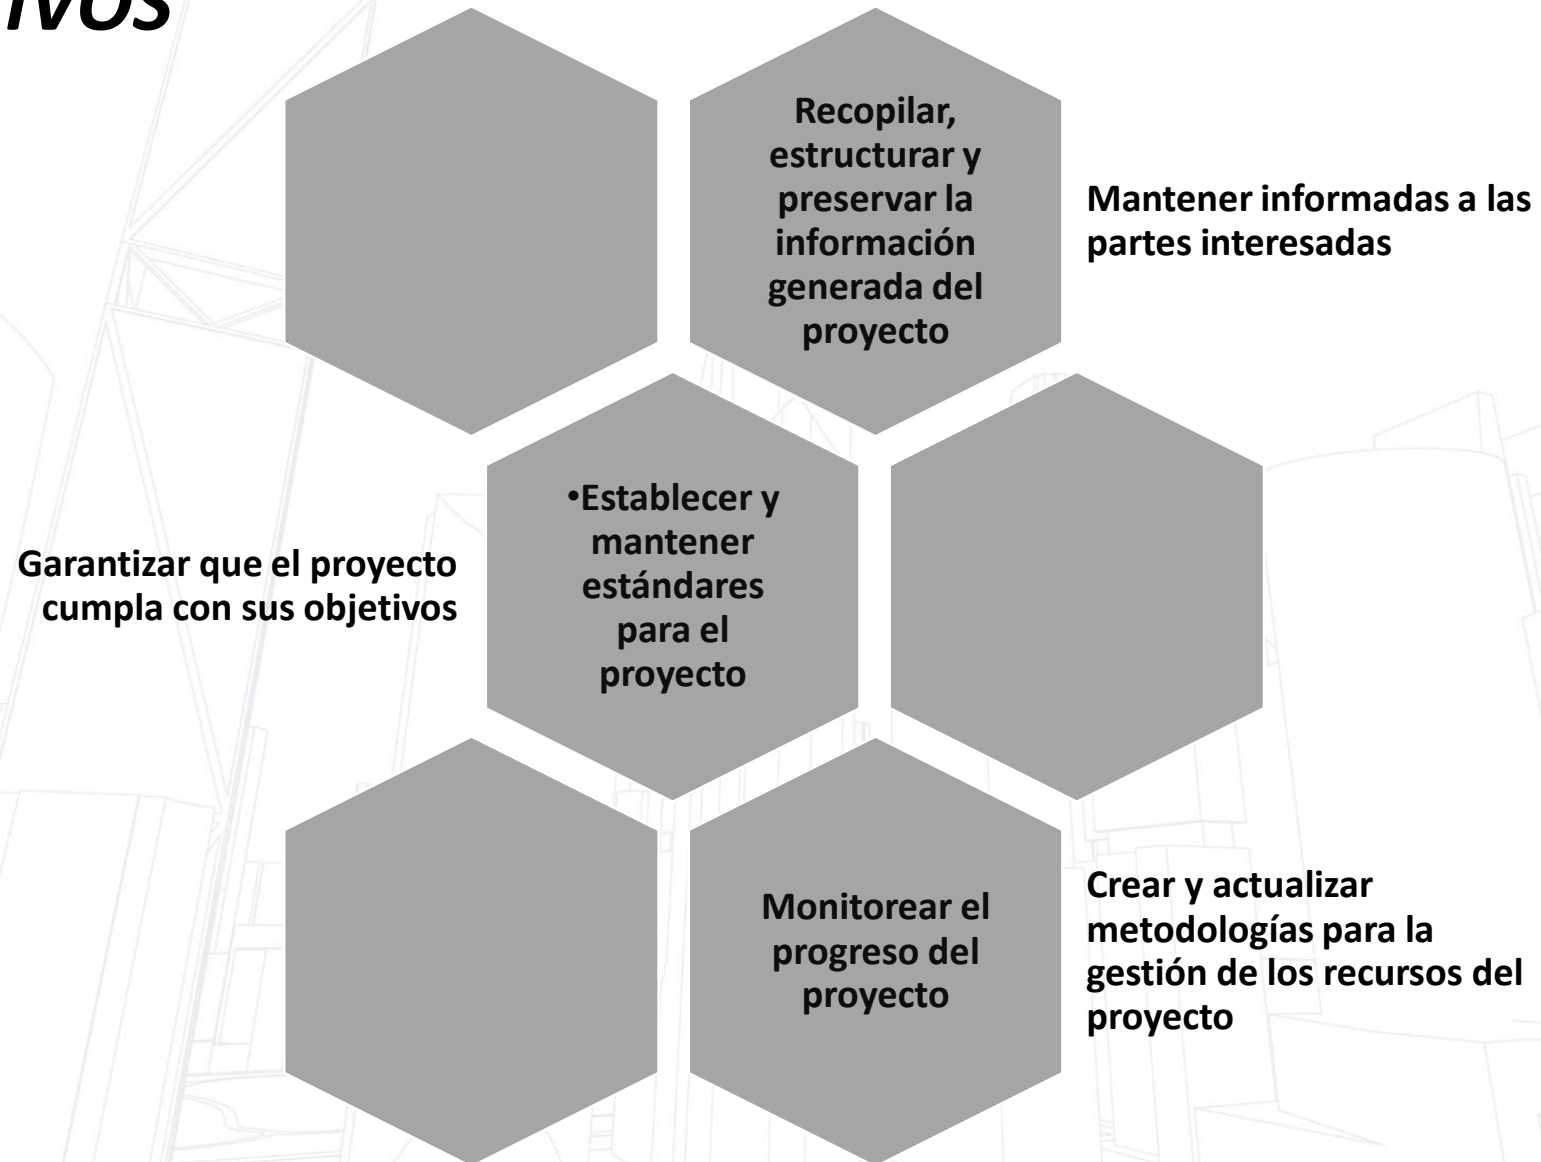 IVOS
Recopilar,
estructurar y
preservar la
información
generada del
proyecto
Mantener informadas a las
partes interesadas
Garantizar que el proyecto
cumpla con sus objetivos
•Establecer y
mantener
estándares
para el
proyecto
Monitorear el
progreso del
proyecto
Crear y actualizar
metodologías para la
gestión de los recursos del
proyecto